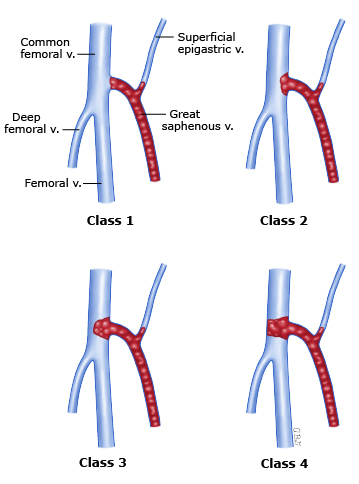 Common
femoral v.
Superficial
epigastric v.
Deep
femoral v.
Great
saphenous v.
Femoral v.
Class 1
Class 2
Class 3
Class 4